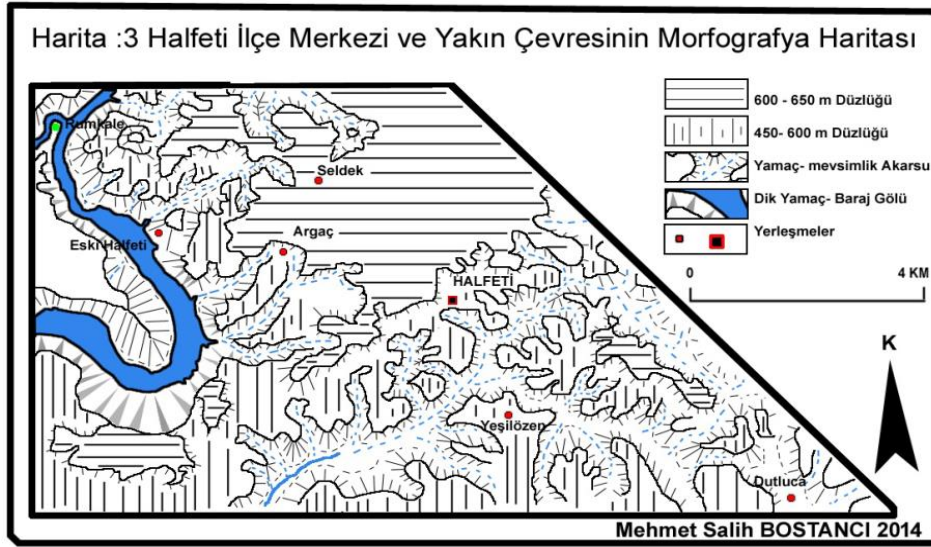 Harita :3 Halfeti İlçe Merkezi ve Yakın Çevresinin Morfografya Haritası
600 - 650 m Düzlüğü
450- 600 m Düzlüğü
Yamaç- mevsimlik Akarsu
Dik Yamaç- Baraj Gölü
Yerleşmeler
0 4 KM
K
Rumkale
Seldek
Eski Halfeti
Argaç
HALFETİ
Yeşilözen
Dutluca
Mehmet Salih BOSTANCI 2014